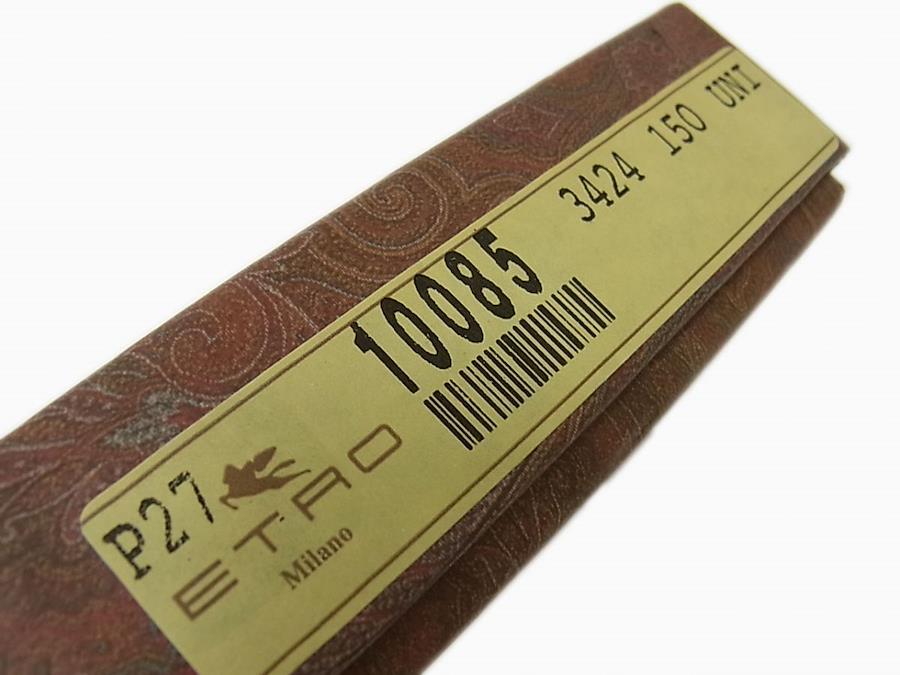 3424 150 UNI
10085
P27
ETRO
Milano